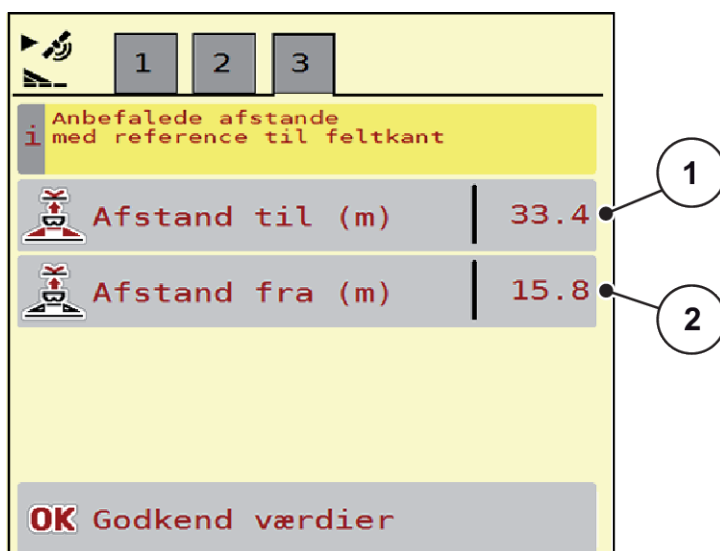 1 2 3
i Anbefalede afstande
med reference til feltkant
Afstand til (m) 33.4
1
Afstand fra (m) 15.8
2
OK Godkend værdier